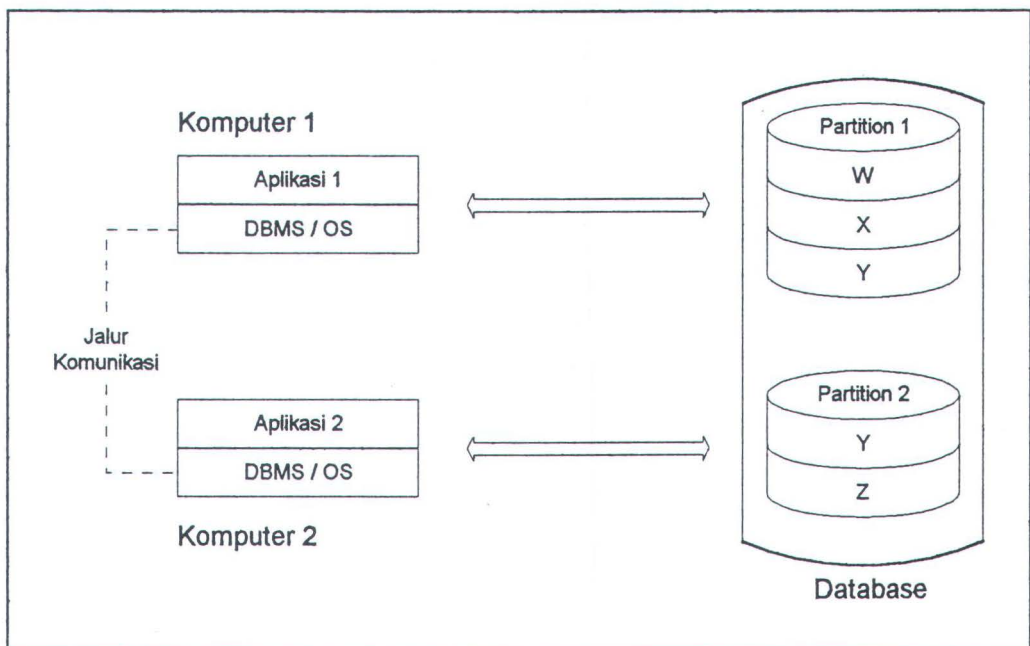 Komputer 1
Aplikasi 1
DBMS / OS
Jalur
Komunikasi
Aplikasi 2
DBMS / OS
Komputer 2
Partition 1
W
X
Y
Partition 2
Y
Z
Database